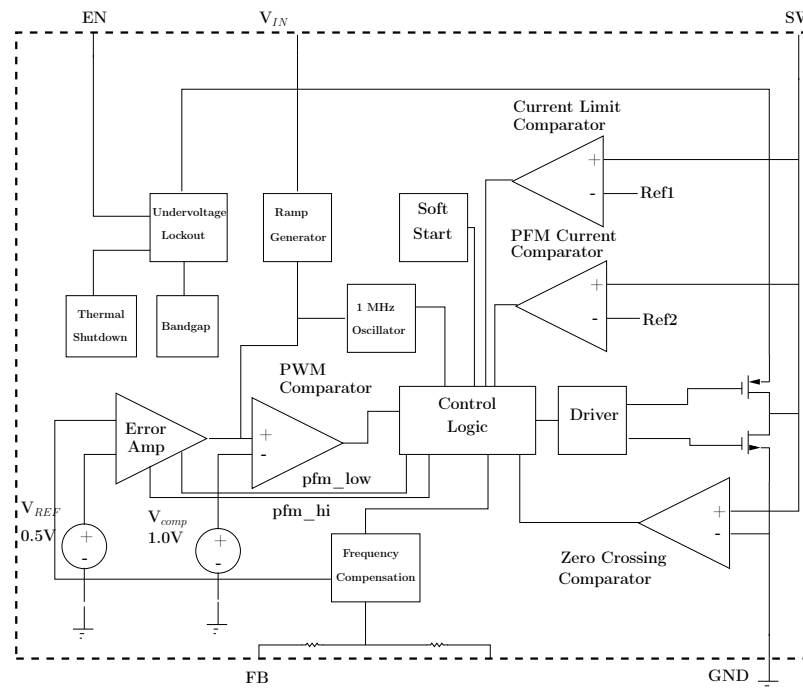 EN
V_IN
SW
Current Limit
Comparator
+
-
Ref1
Undervoltage
Lockout
Ramp
Generator
Soft
Start
PFM Current
Comparator
+
-
Ref2
Thermal
Shutdown
Bandgap
1 MHz
Oscillator
PWM
Comparator
Error
Amp
+
-
Control
Logic
Driver
pfm_low
pfm_hi
V_REF
0.5V
+
-
V_comp
1.0V
+
-
Frequency
Compensation
+
-
Zero Crossing
Comparator
FB
GND